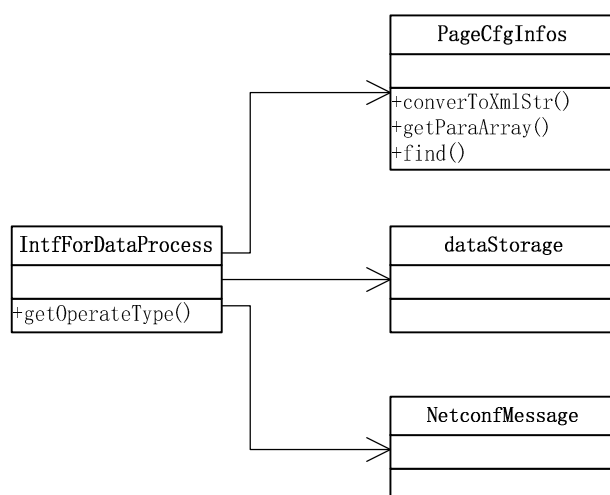 PageCfgInfos
+converToXmlStr()
+getParaArray()
+find()
IntfForDataProcess
+getOperateType()
dataStorage
NetconfMessage